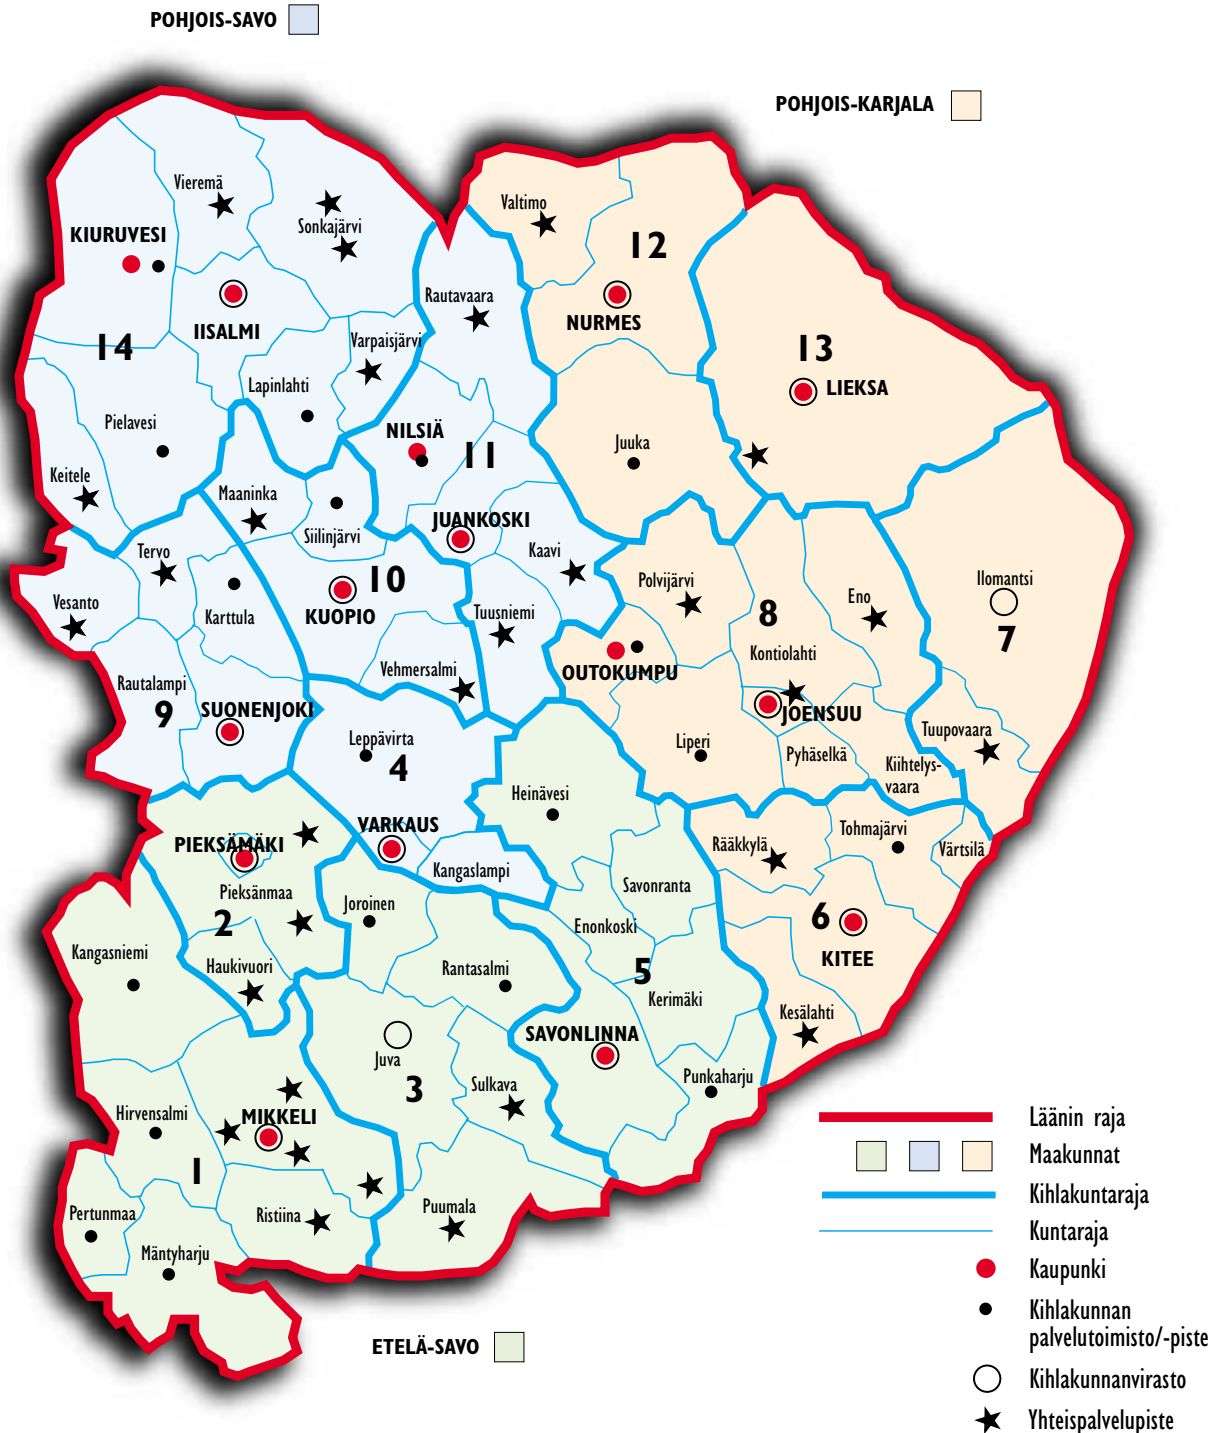 POHJOIS-SAVO
POHJOIS-KARJALA
Vieremä
Sonkajärvi
KIURUVESI
IISALMI
14
Varpaisjärvi
Lapinlahti
Pielavesi
Keitele
Valtimo
12
NURMES
Rautavaara
13
LIEKSA
NILSIÄ
11
Juuka
Maaninka
Siilinjärvi
JUANKOSKI
Kaavi
Tervo
Vesanto
Karttula
10
KUOPIO
Tuusniemi
Vehmersalmi
Polvijärvi
Eno
8
Kontiolahti
Ilomantsi
7
OUTOKUMPU
JOENSUU
Rautalampi
9
SUONENJOKI
Leppävirta
4
Liperi
Pyhäselkä
Kiihtelys-
vaara
Tuupovaara
Heinävesi
VARKAUS
Kangaslampi
PIEKSÄMÄKI
Pieksänmaa
2
Haukivuori
Joroinen
Rääkkylä
Tohmajärvi
Värtsilä
Savonranta
Enonkoski
6
KITEE
Kangasniemi
Rantasalmi
5
Kerimäki
Kesälahti
Juva
3
SAVONLINNA
Sulkava
Punkaharju
Hirvensalmi
MIKKELI
1
Pertunmaa
Ristiina
Puumala
Mäntyharju
ETELÄ-SAVO
Läänin raja
Maakunnat
Kihlakuntaraja
Kuntaraja
Kaupunki
Kihlakunnan
palvelutoimisto/-piste
Kihlakunnanvirasto
Yhteispalvelupiste